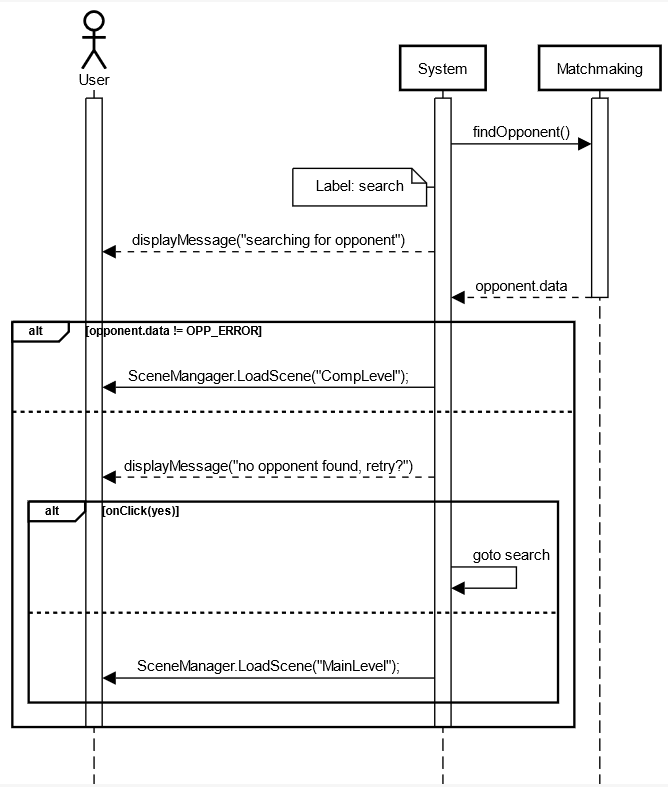 User
System
Matchmaking
findOpponent()
Label: search
displayMessage("searching for opponent")
opponent.data
alt
[opponent.data != OPP_ERROR]
SceneMangager.LoadScene("CompLevel");
displayMessage("no opponent found, retry?")
alt
[onClick(yes)]
goto search
SceneManager.LoadScene("MainLevel");